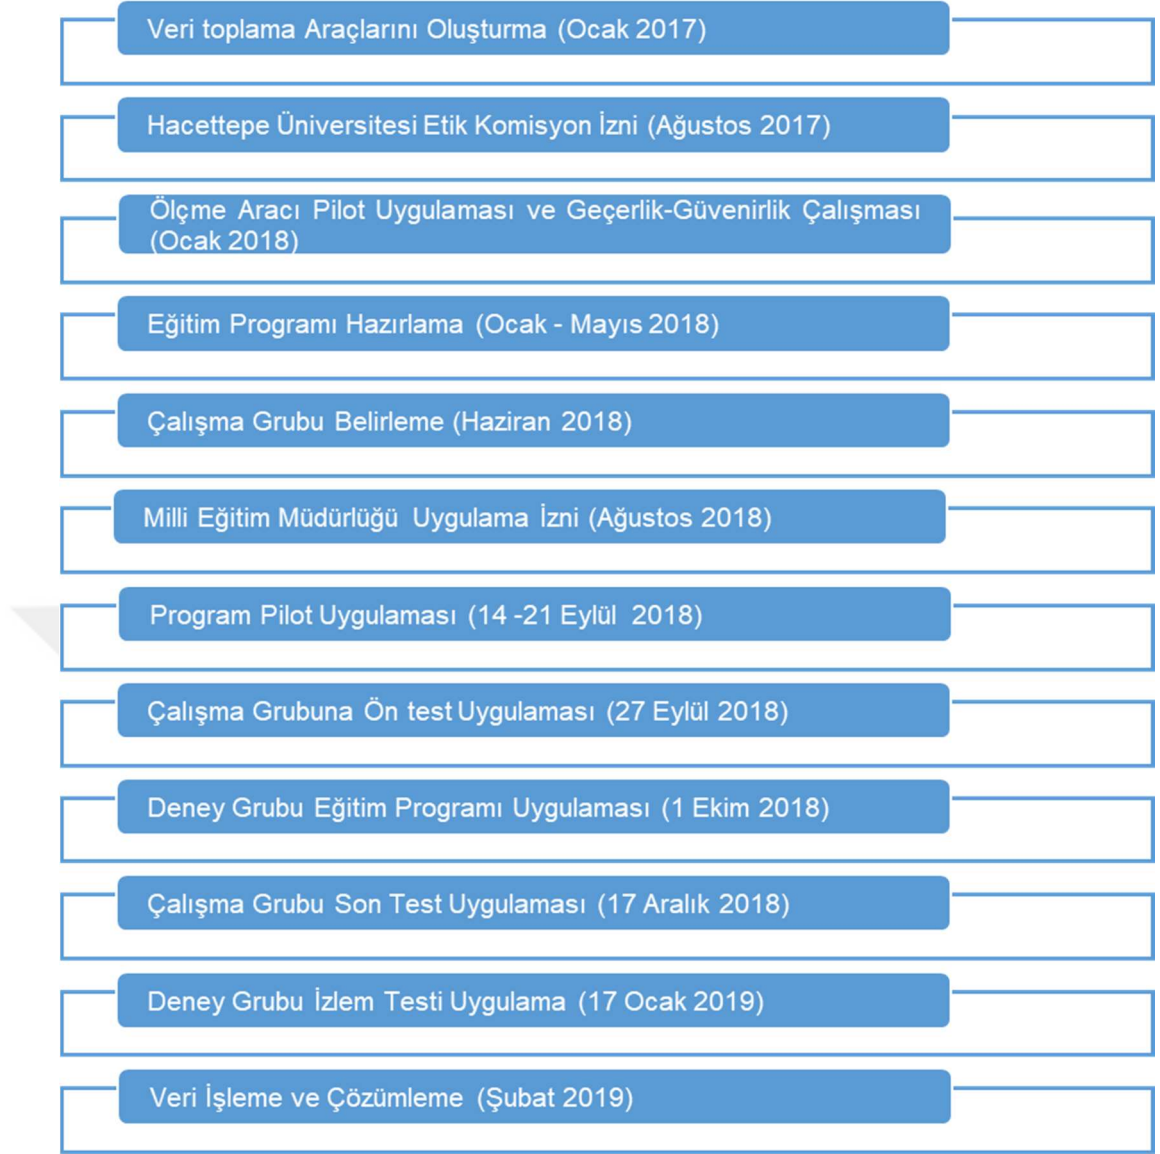 Veri toplama Araçlarını Oluşturma (Ocak 2017)
Hacettepe Üniversitesi Etik Komisyon İzni (Ağustos 2017)
Ölçme Aracı Pilot Uygulaması ve Geçerlik-Güvenirlik Çalışması
(Ocak 2018)
Eğitim Programı Hazırlama (Ocak - Mayıs 2018)
Çalışma Grubu Belirleme (Haziran 2018)
Milli Eğitim Müdürlüğü Uygulama İzni (Ağustos 2018)
Program Pilot Uygulaması (14 -21 Eylül 2018)
Çalışma Grubuna Ön test Uygulaması (27 Eylül 2018)
Deney Grubu Eğitim Programı Uygulaması (1 Ekim 2018)
Çalışma Grubu Son Test Uygulaması (17 Aralık 2018)
Deney Grubu İzlem Testi Uygulama (17 Ocak 2019)
Veri İşleme ve Çözümleme (Şubat 2019)